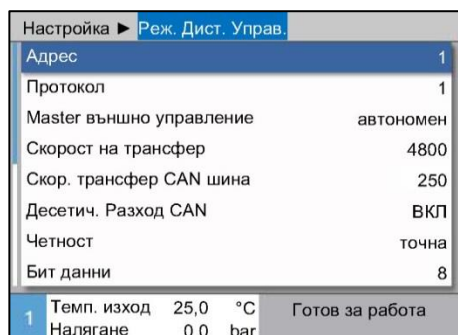 Настройка ► Реж. Дист. Управ.
Адрес 1
Протокол 1
Master външно управление автономен
Скорост на трансфер 4800
Скор. трансфер CAN шина 250
Десетич. Разход CAN ВКЛ
Четност точна
Бит данни 8
1 Темп. изход 25,0 °C Готов за работа
Налягане 0,0 bar